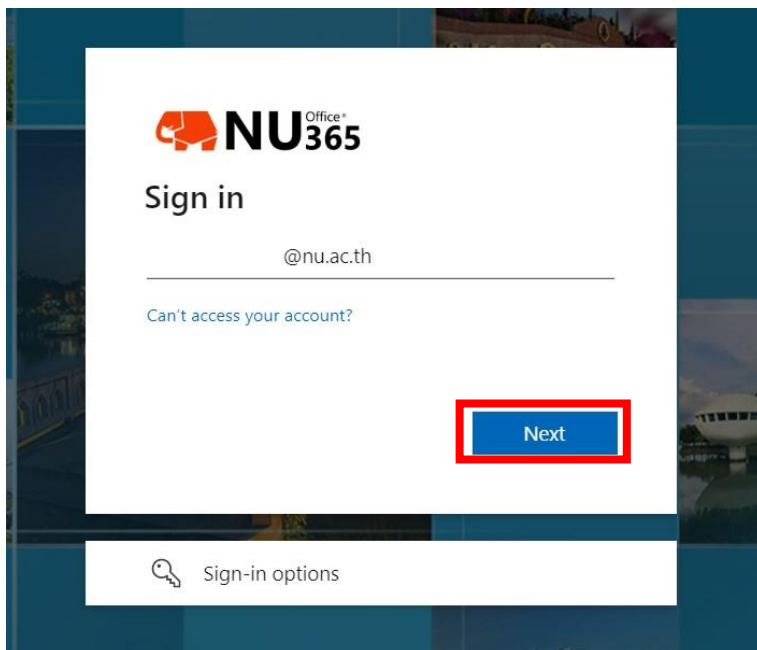 NU Office
365
Sign in
@nu.ac.th
Can't access your account?
Next
Sign-in options